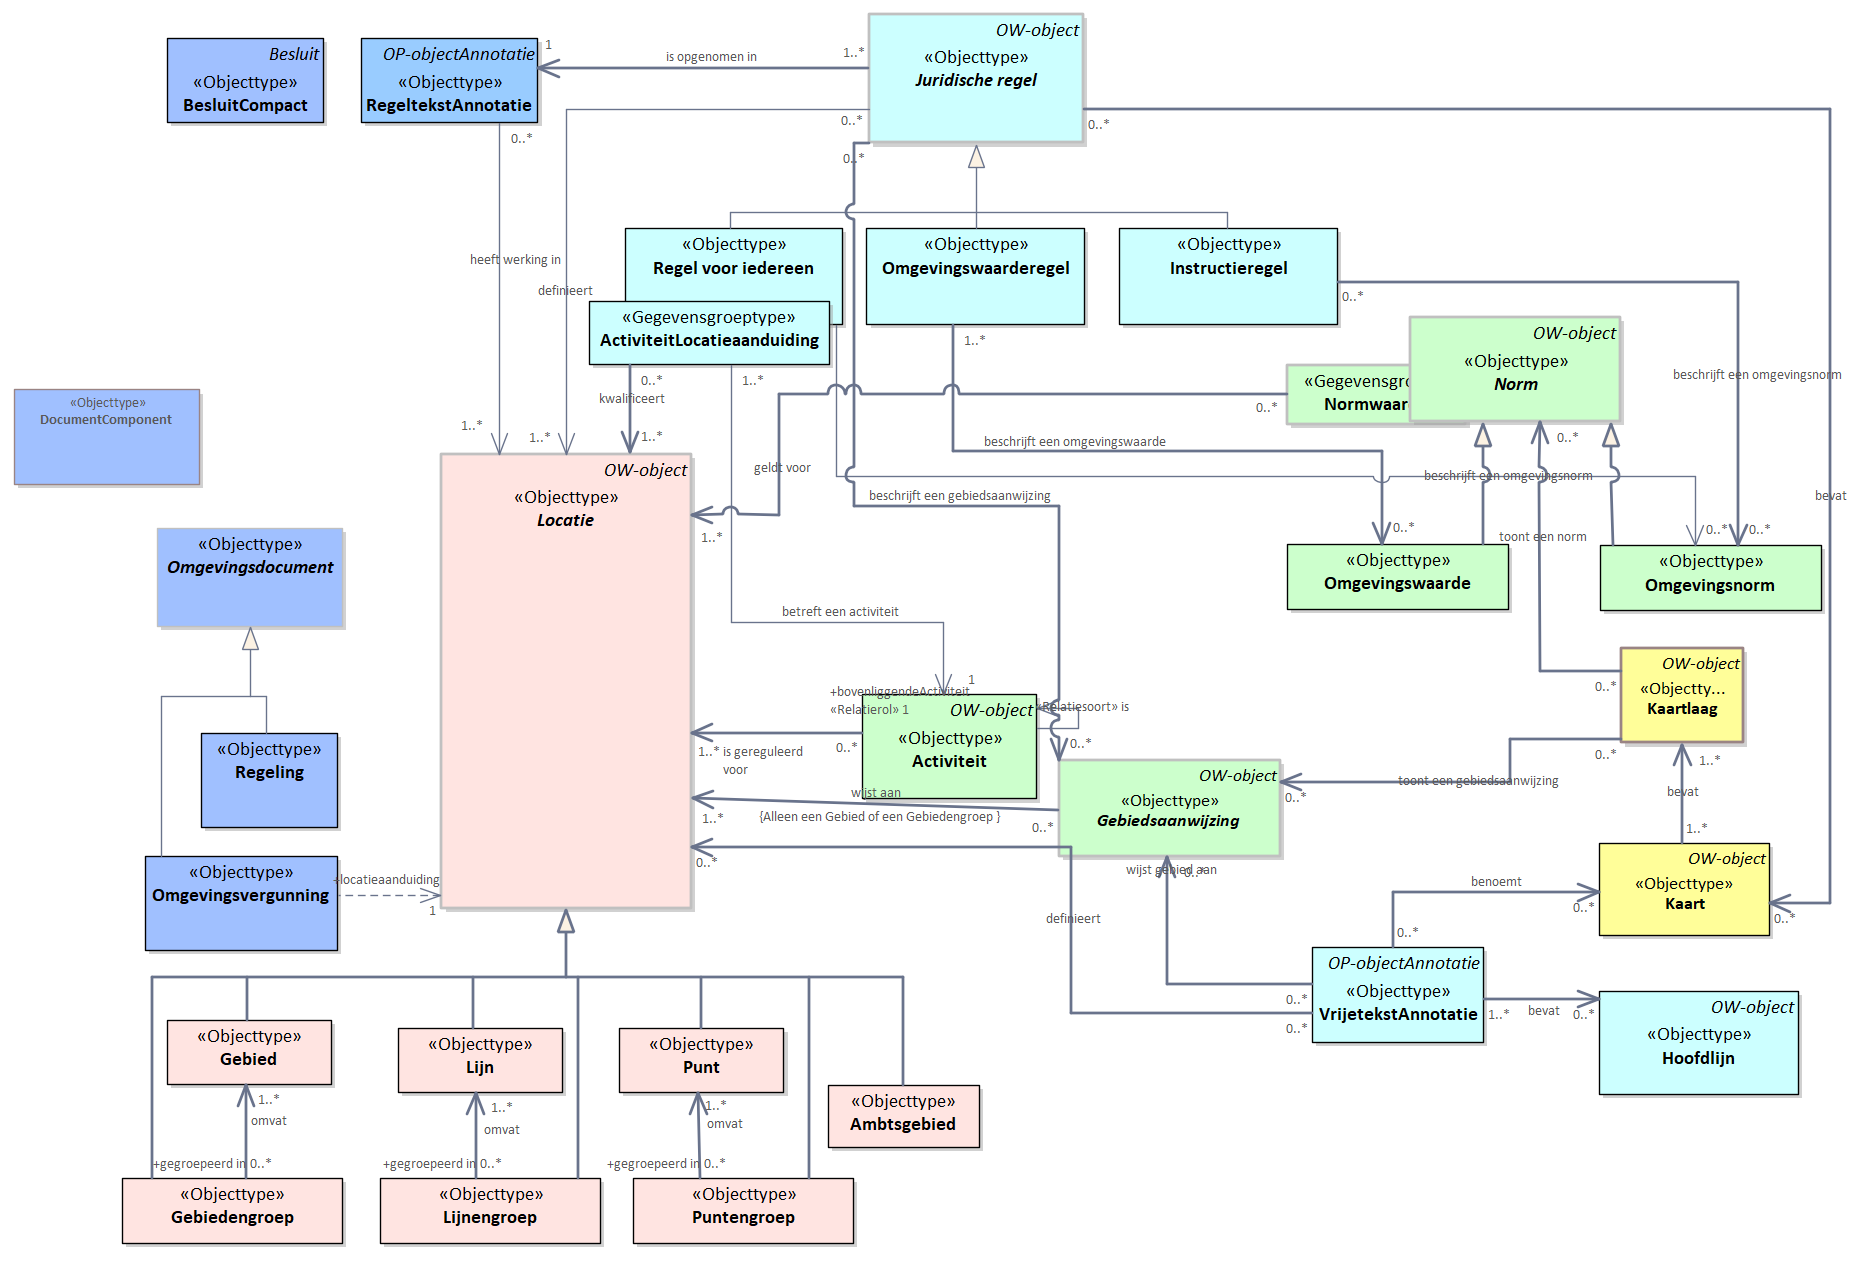 OW-object
«Objecttype»
Juridische regel
Besluit
«Objecttype»
BesluitCompact
OP-objectAnnotatie
«Objecttype»
RegeltekstAnnotatie
1
is opgenomen in
1..*
0..*
0..*
0..*
0..*
heeft werking in
definieert
«Objecttype»
Regel voor iedereen
«Objecttype»
Omgevingswaarderegel
«Objecttype»
Instructieregel
«Gegevensgroeptype»
ActiviteitLocatieaanduiding
0..*
1..*
1..*
0..*
kwalificeert
1..*
1..*
1..*
«Gegevensgro
Normwaar
0..*
OW-object
«Objecttype»
Norm
0..*
beschrijft een omgevingsnorm
«Objecttype»
DocumentComponent
beschrijft een omgevingswaarde
geldt voor
beschrijft een omgevingsnorm
beschrijft een gebiedsaanwijzing
bevat
OW-object
«Objecttype»
Locatie
1..*
0..*
toont een norm
0..*
0..*
«Objecttype»
Omgevingsdocument
«Objecttype»
Omgevingswaarde
«Objecttype»
Omgevingsnorm
betreft een activiteit
1
+bovenliggendeActiviteit
«Relatierol» 1
OW-object
«Objecttype»
Activiteit
«Relatiesoort» is
0..*
1..*
is gereguleerd
voor
0..*
OW-object
«Objectty...
Kaartlaag
0..*
0..*
«Objecttype»
Regeling
wijst aan
1..*
{Alleen een Gebied of een Gebiedengroep }
0..*
OW-object
«Objecttype»
Gebiedsaanwijzing
0..*
toont een gebiedsaanwijzing
1..*
bevat
1..*
«Objecttype»
Omgevingsvergunning
+locatieaanduiding
1
0..*
wijst gebied aan
0..*
definieert
OW-object
«Objecttype»
Kaart
0..*
benoemt
0..*
0..*
OP-objectAnnotatie
«Objecttype»
VrijetekstAnnotatie
0..*
0..*
1..*
bevat
0..*
OW-object
«Objecttype»
Hoofdlijn
«Objecttype»
Gebied
«Objecttype»
Lijn
«Objecttype»
Punt
«Objecttype»
Ambtsgebied
1..*
omvat
1..*
omvat
1..*
omvat
+gegroepeerd in 0..*
+gegroepeerd in 0..*
+gegroepeerd in 0..*
«Objecttype»
Gebiedengroep
«Objecttype»
Lijnengroep
«Objecttype»
Puntengroep